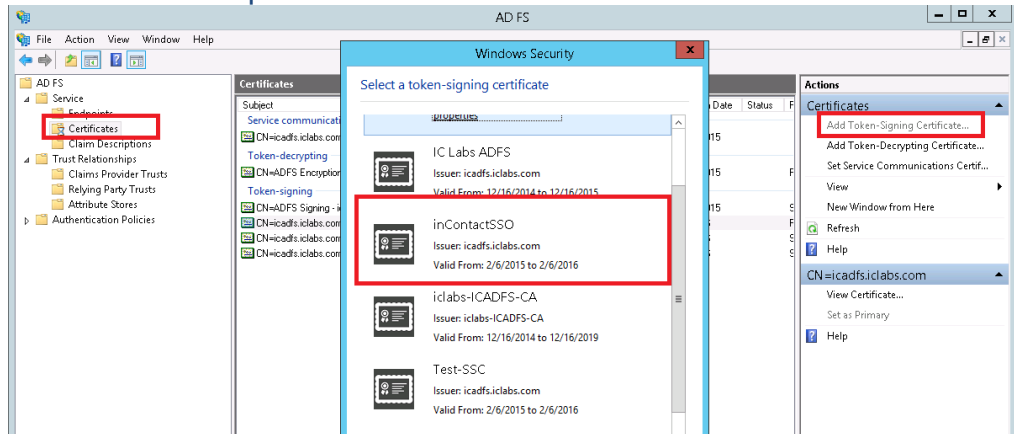 AD FS
File Action View Window Help
AD FS
Service
Endpoints
Certificates
Claim Descriptions
Trust Relationships
Claims Provider Trusts
Relying Party Trusts
Attribute Stores
Authentication Policies
Certificates
Subject
Service communicati
CN=icadfs.iclabs.com
Token-decrypting
CN=ADFS Encryption
Token-signing
CN=ADFS Signing - i
CN=icadfs.iclabs.com
CN=icadfs.iclabs.com
CN=icadfs.iclabs.com
Windows Security
Select a token-signing certificate
properties
IC Labs ADFS
Issuer: icadfs.iclabs.com
Valid From: 12/16/2014 to 12/16/2015
inContactSSO
Issuer: icadfs.iclabs.com
Valid From: 2/6/2015 to 2/6/2016
iclabs-ICADFS-CA
Issuer: iclabs-ICADFS-CA
Valid From: 12/16/2014 to 12/16/2019
Test-SSC
Issuer: icadfs.iclabs.com
Valid From: 2/6/2015 to 2/6/2016
Date Status F
15
15 F
15 S
F
S
S
Actions
Certificates
Add Token-Signing Certificate...
Add Token-Decrypting Certificate...
Set Service Communications Certif...
View
New Window from Here
Refresh
Help
CN=icadfs.iclabs.com
View Certificate...
Set as Primary
Help